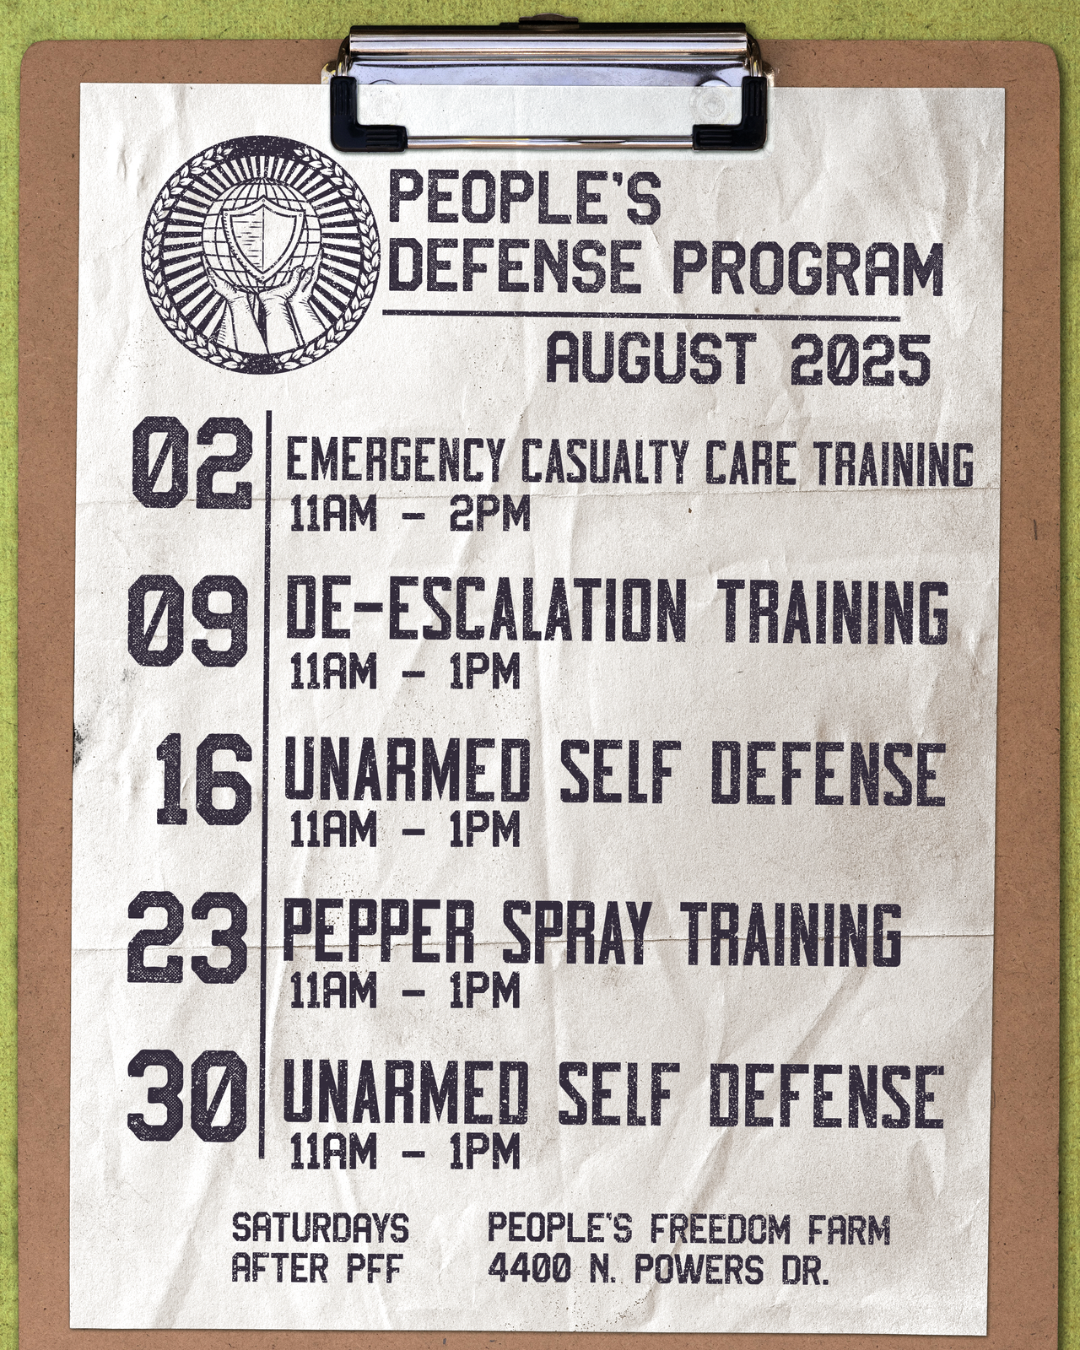 PEOPLE'S
DEFENSE PROGRAM
AUGUST 2025
02
EMERGENCY CASUALTY CARE TRAINING
11AM - 2PM
09
DE-ESCALATION TRAINING
11AM - 1PM
16
UNARMED SELF DEFENSE
11AM - 1PM
23
PEPPER SPRAY TRAINING
11AM - 1PM
30
UNARMED SELF DEFENSE
11AM - 1PM
SATURDAYS
AFTER PFF
PEOPLE'S FREEDOM FARM
4400 N. POWERS DR.